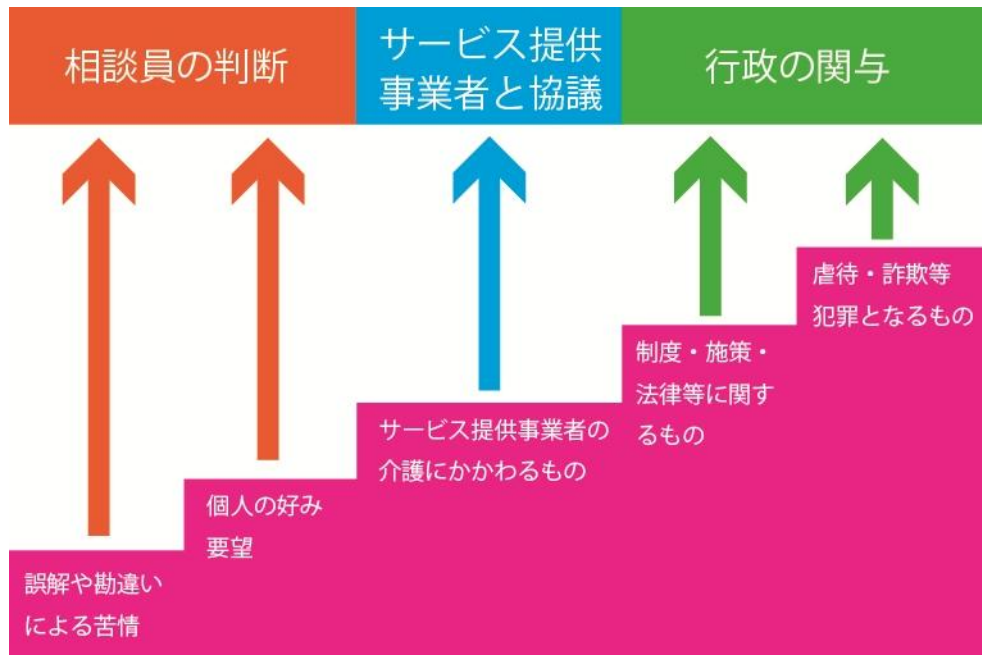 相談員の判断
サービス提供
事業者と協議
行政の関与
虐待・詐欺等
犯罪となるもの
制度・施策・
法律等に関す
るもの
サービス提供事業者の
介護にかかわるもの
個人の好み
要望
誤解や勘違い
による苦情